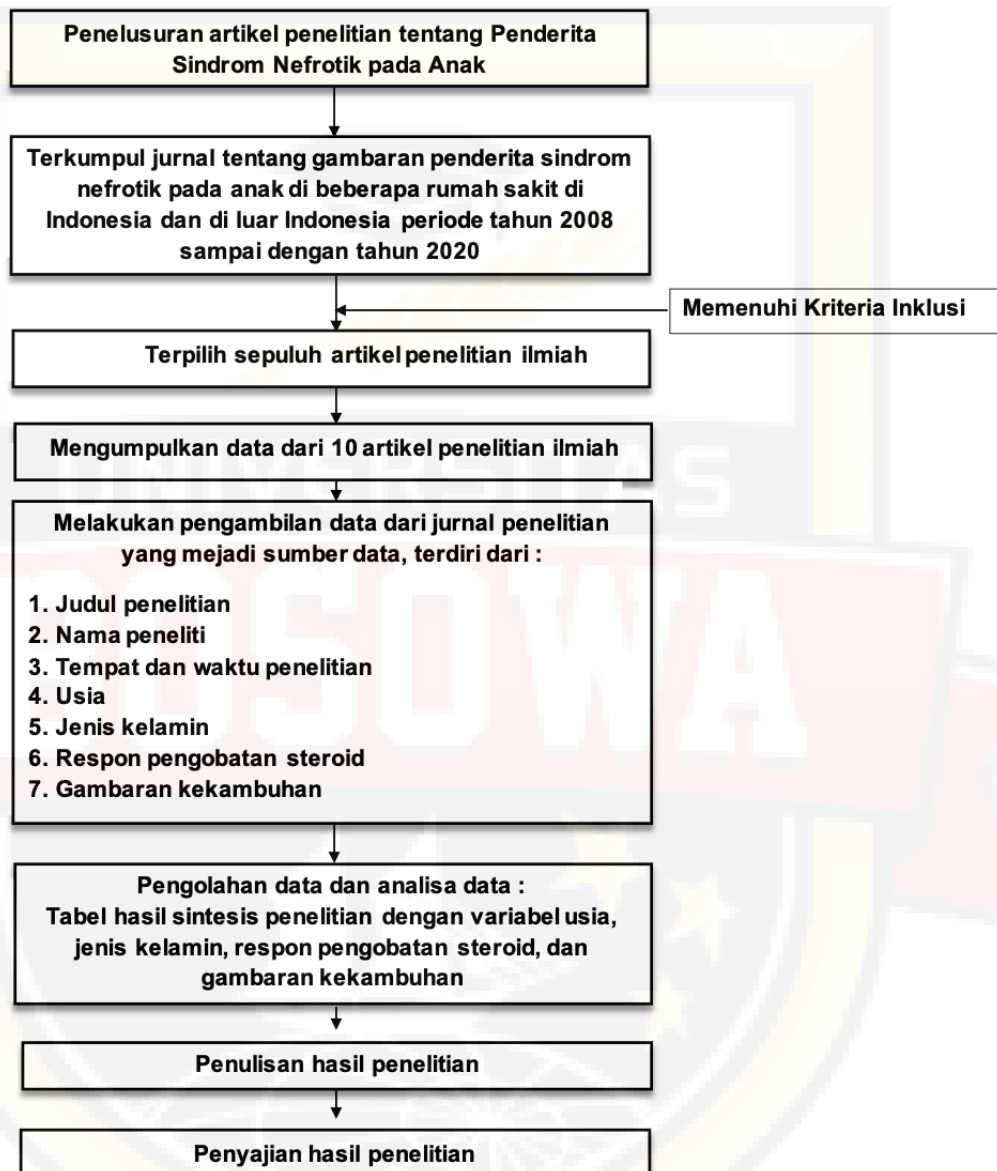 Penelusuran artikel penelitian tentang Penderita
Sindrom Nefrotik pada Anak
Terkumpul jurnal tentang gambaran penderita sindrom
nefrotik pada anak di beberapa rumah sakit di
Indonesia dan di luar Indonesia periode tahun 2008
sampai dengan tahun 2020
Memenuhi Kriteria Inklusi
Terpilih sepuluh artikel penelitian ilmiah
Mengumpulkan data dari 10 artikel penelitian ilmiah
UNIVERSITAS
Melakukan pengambilan data dari jurnal penelitian
yang mejadi sumber data, terdiri dari :
BOSOWA
1. Judul penelitian
2. Nama peneliti
3. Tempat dan waktu penelitian
4. Usia
5. Jenis kelamin
6. Respon pengobatan steroid
7. Gambaran kekambuhan
Pengolahan data dan analisa data :
Tabel hasil sintesis penelitian dengan variabel usia,
jenis kelamin, respon pengobatan steroid, dan
gambaran kekambuhan
Penulisan hasil penelitian
Penyajian hasil penelitian